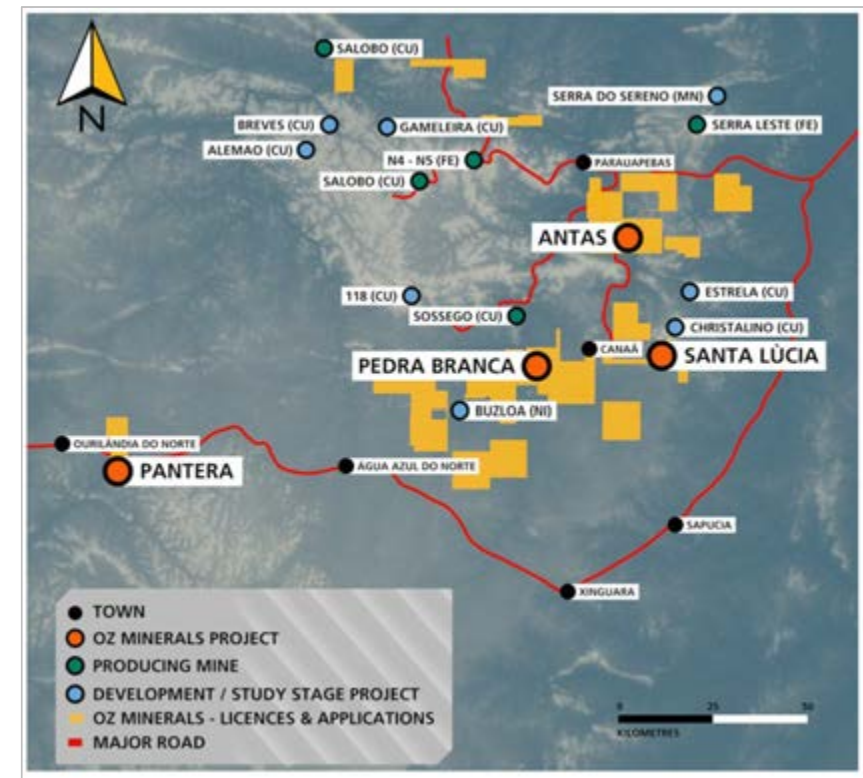 N
SALOBO (CU)
SERRA DO SERENO (MN)
BREVES (CU)
GAMELEIRA (CU)
SERRA LESTE (FE)
ALEMAO (CU)
N4 - N5 (FE)
PARAUAPEBAS
SALOBO (CU)
ANTAS
118 (CU)
ESTRELA (CU)
SOSSEGO (CU)
CHRISTALINO (CU)
CANAÃ
SANTA LÙCIA
PEDRA BRANCA
BUZLOA (NI)
OURILÂNDIA DO NORTE
ÁGUA AZUL DO NORTE
PANTERA
SAPUCIA
XINGUARA
TOWN
OZ MINERALS PROJECT
PRODUCING MINE
DEVELOPMENT / STUDY STAGE PROJECT
OZ MINERALS - LICENCES & APPLICATIONS
MAJOR ROAD
0 25 50
KILOMETRES